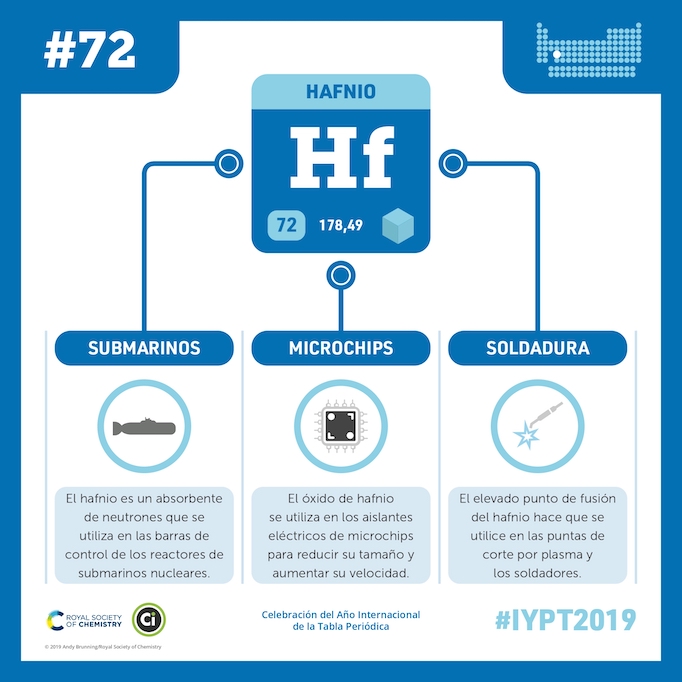 #72
HAFNIO
Hf
72
178,49
SUBMARINOS
El hafnio es un absorbente
de neutrones que se
utiliza en las barras de
control de los reactores de
submarinos nucleares.
MICROCHIPS
El óxido de hafnio
se utiliza en los aislantes
eléctricos de microchips
para reducir su tamaño y
aumentar su velocidad.
SOLDADURA
El elevado punto de fusión
del hafnio hace que se
utilice en las puntas de
corte por plasma y
los soldadores.
ROYAL SOCIETY
OF CHEMISTRY
Ci
Celebración del Año Internacional
de la Tabla Periódica
#IYPT2019
© 2019 Andy Brunning/Royal Society of Chemistry